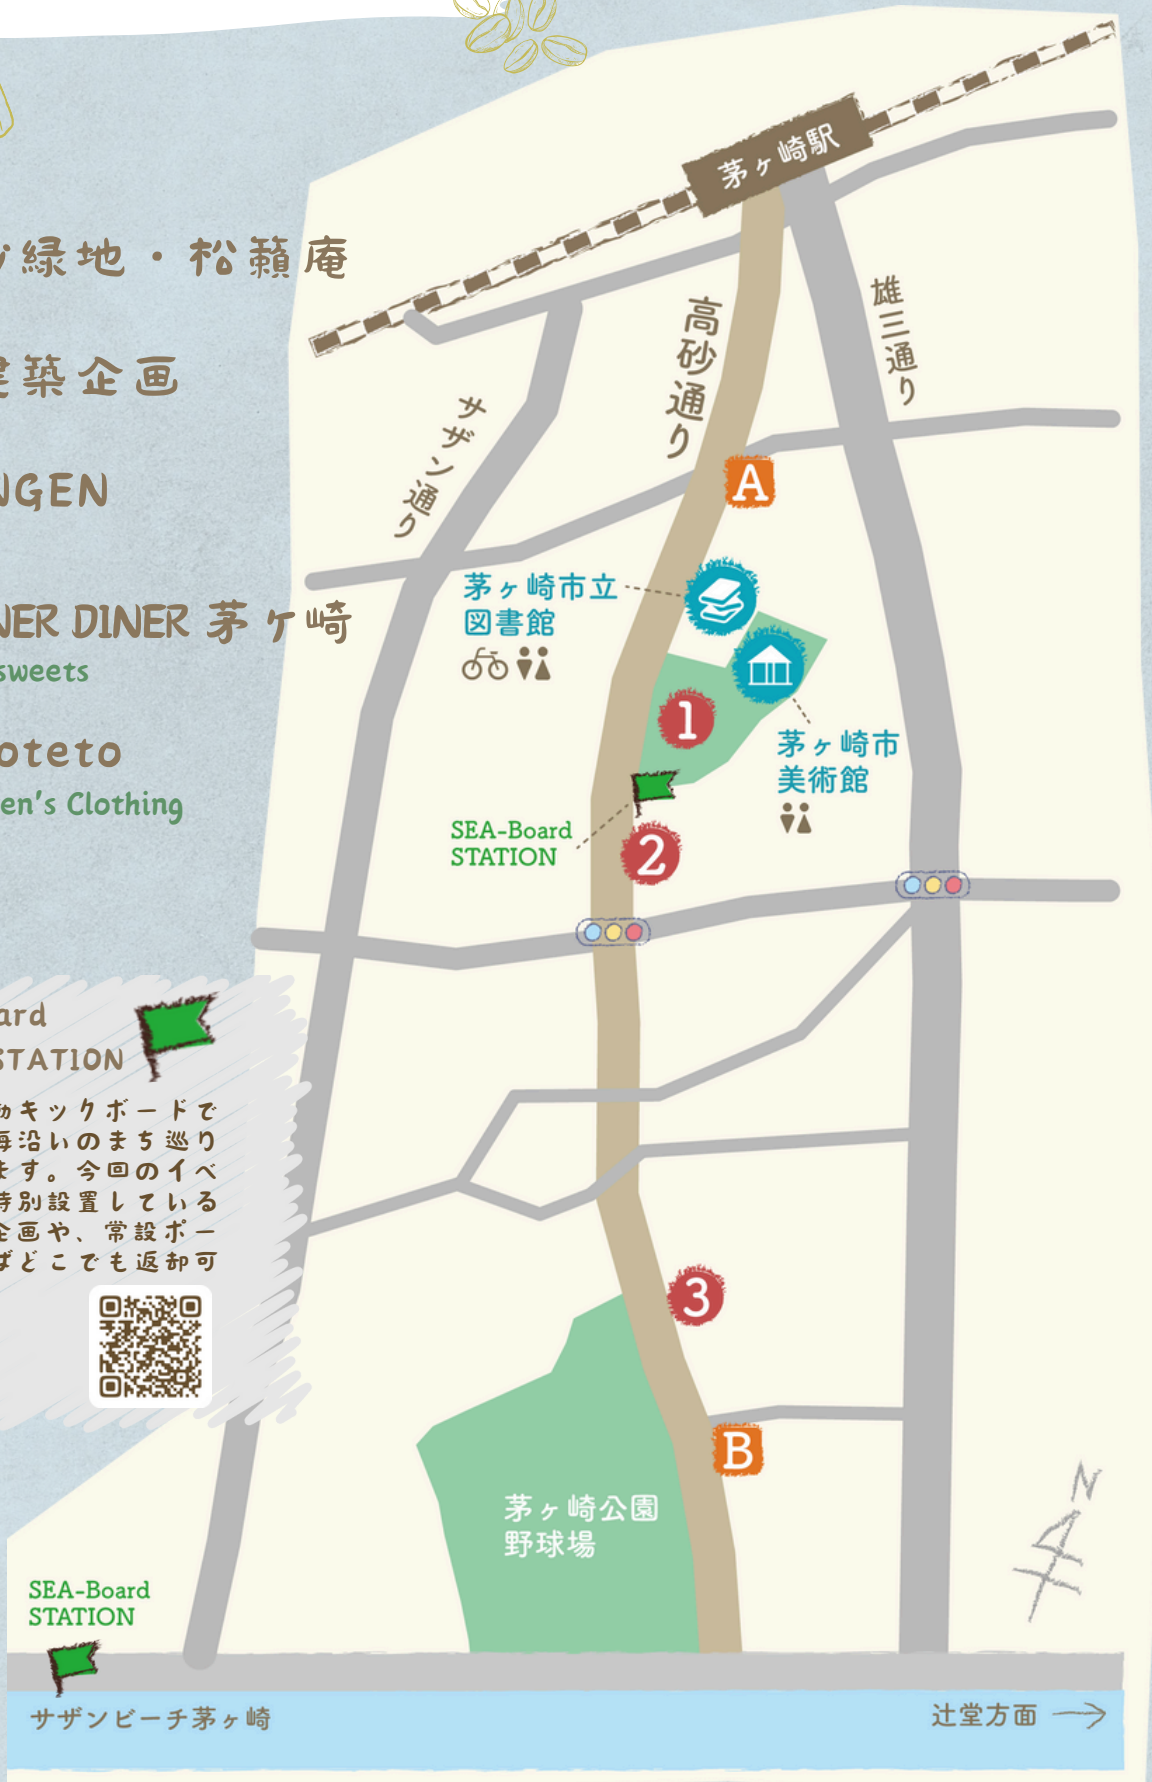 緑地・松籟庵
築企画
NGEN
NER DINER 茅ケ崎
sweets
oteto
en's Clothing
ard
STATION
キックボードで
沿いのまち巡り
ます。今回のイベ
特別設置している
企画や、常設ポー
ばどこでも返却可
茅ヶ崎駅
雄三通り
高砂通り
サザン通り
A
茅ヶ崎市立
図書館
1
茅ヶ崎市
美術館
SEA-Board
STATION
2
3
B
茅ヶ崎公園
野球場
N
SEA-Board
STATION
サザンビーチ茅ヶ崎
辻堂方面